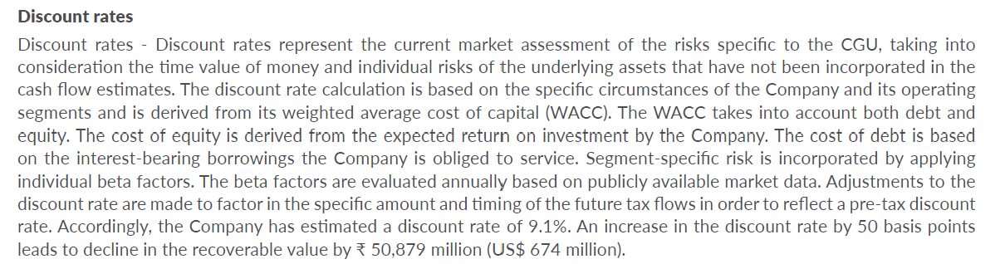 Discount rates
Discount rates - Discount rates represent the current market assessment of the risks specific to the CGU, taking into
consideration the time value of money and individual risks of the underlying assets that have not been incorporated in the
cash flow estimates. The discount rate calculation is based on the specific circumstances of the Company and its operating
segments and is derived from its weighted average cost of capital (WACC). The WACC takes into account both debt and
equity. The cost of equity is derived from the expected return on investment by the Company. The cost of debt is based
on the interest-bearing borrowings the Company is obliged to service. Segment-specific risk is incorporated by applying
individual beta factors. The beta factors are evaluated annually based on publicly available market data. Adjustments to the
discount rate are made to factor in the specific amount and timing of the future tax flows in order to reflect a pre-tax discount
rate. Accordingly, the Company has estimated a discount rate of 9.1%. An increase in the discount rate by 50 basis points
leads to decline in the recoverable value by ₹ 50,879 million (US$ 674 million).